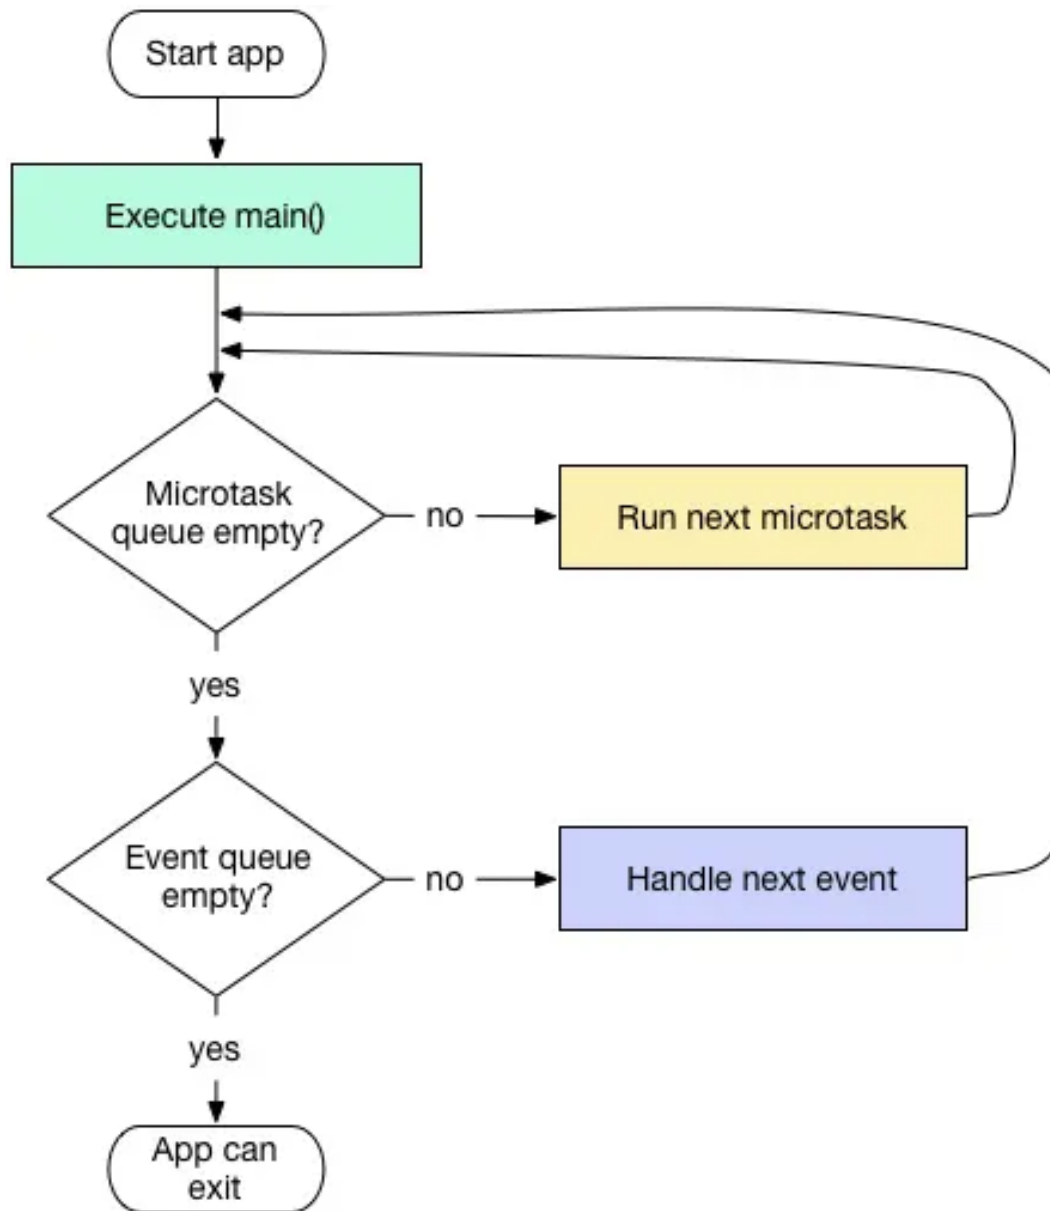 Start app
Execute main()
Microtask
queue empty?
no
Run next microtask
yes
Event queue
empty?
no
Handle next event
yes
App can
exit